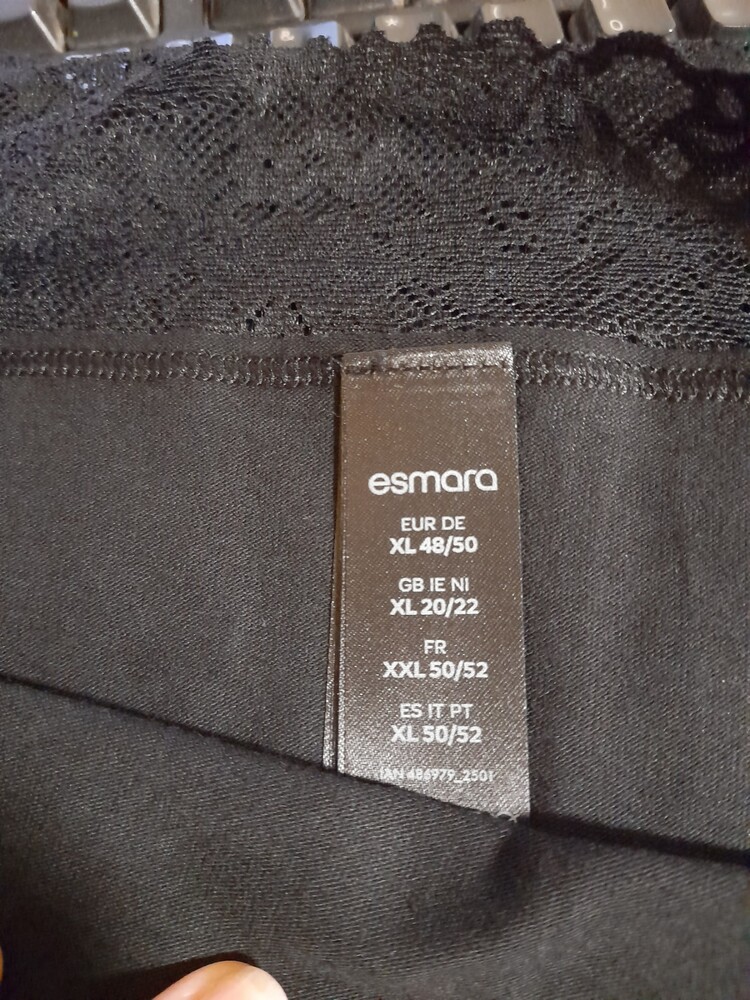 esmara
EUR DE
XL 48/50
GB IE NI
XL 20/22
FR
XXL 50/52
ES IT PT
XL 50/52
IAN 486979_2501